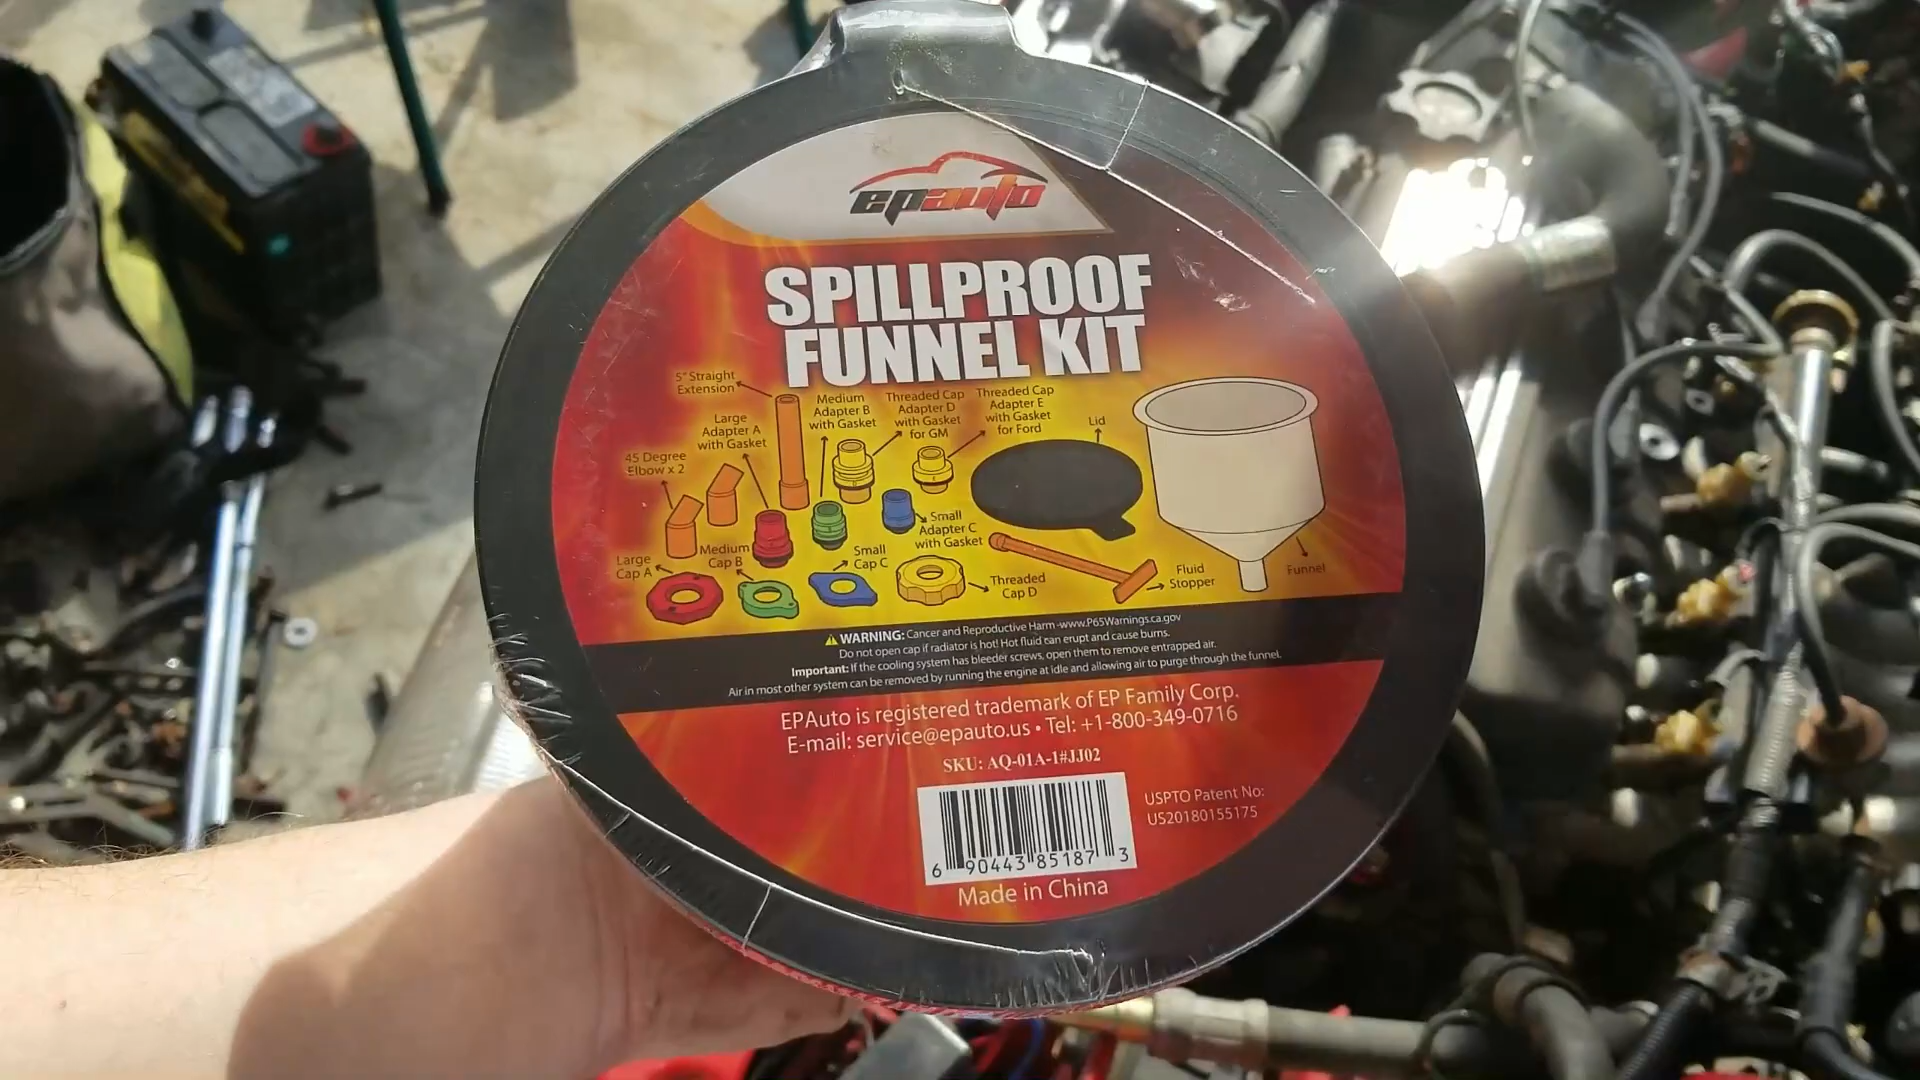 epauto
SPILLPROOF
FUNNEL KIT
5" Straight
Extension
Large
Adapter A
with Gasket
Medium
Adapter B
with Gasket
Threaded Cap
Adapter D
with Gasket
for GM
Threaded Cap
Adapter E
with Gasket
for Ford
Lid
45 Degree
Elbow x 2
Small
Adapter C
with Gasket
Large
Cap A
Medium
Cap B
Small
Cap C
Threaded
Cap D
Fluid
Stopper
Funnel
WARNING: Cancer and Reproductive Harm -www.P65Warnings.ca.gov
Do not open cap if radiator is hot! Hot fluid can erupt and cause burns.
Important: If the cooling system has bleeder screws, open them to remove entrapped air.
Air in most other system can be removed by running the engine at idle and allowing air to purge through the funnel.
EPAuto is registered trademark of EP Family Corp.
E-mail: service@epauto.us • Tel: +1-800-349-0716
SKU: AQ-01A-1#JJ02
USPTO Patent No:
US20180155175
6 90443 85187 3
Made in China